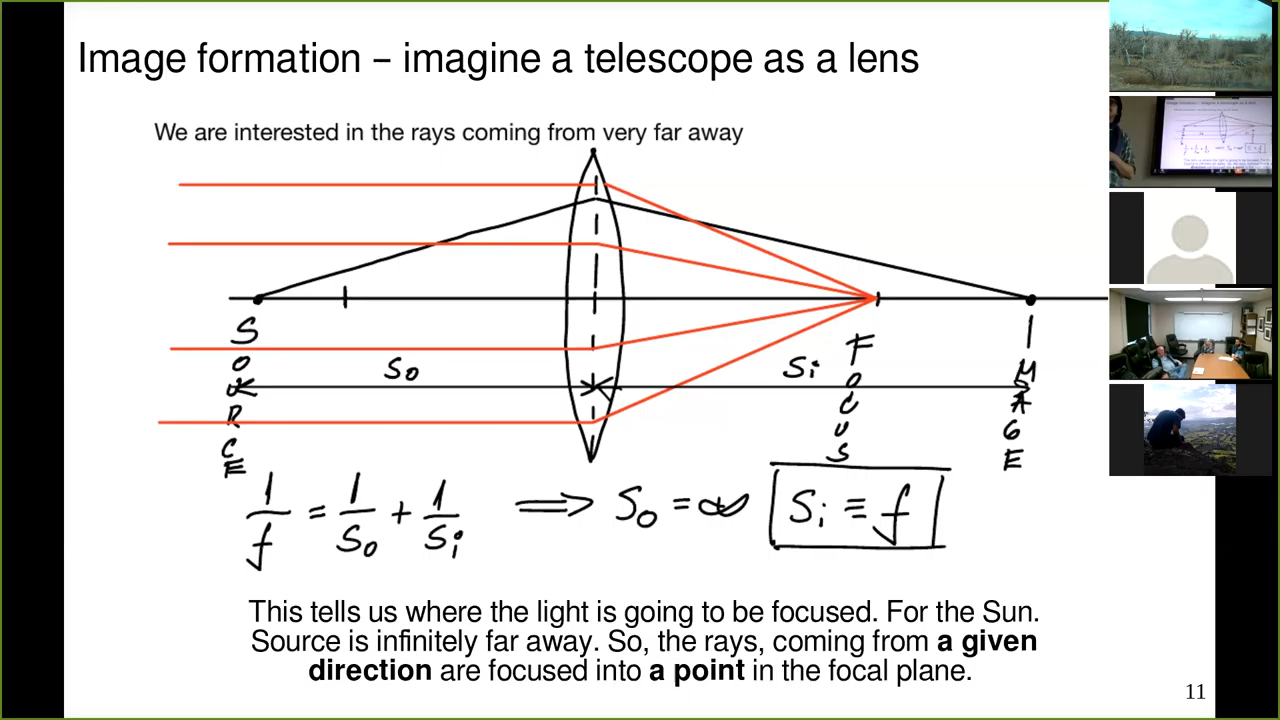 Image formation – imagine a telescope as a lens
We are interested in the rays coming from very far away
SOURCE
So
Si
FOCUS
IMAGE
1/f = 1/So + 1/Si ⟹ So = ∞ Si ≡ f
This tells us where the light is going to be focused. For the Sun.
Source is infinitely far away. So, the rays, coming from a given
direction are focused into a point in the focal plane.
11